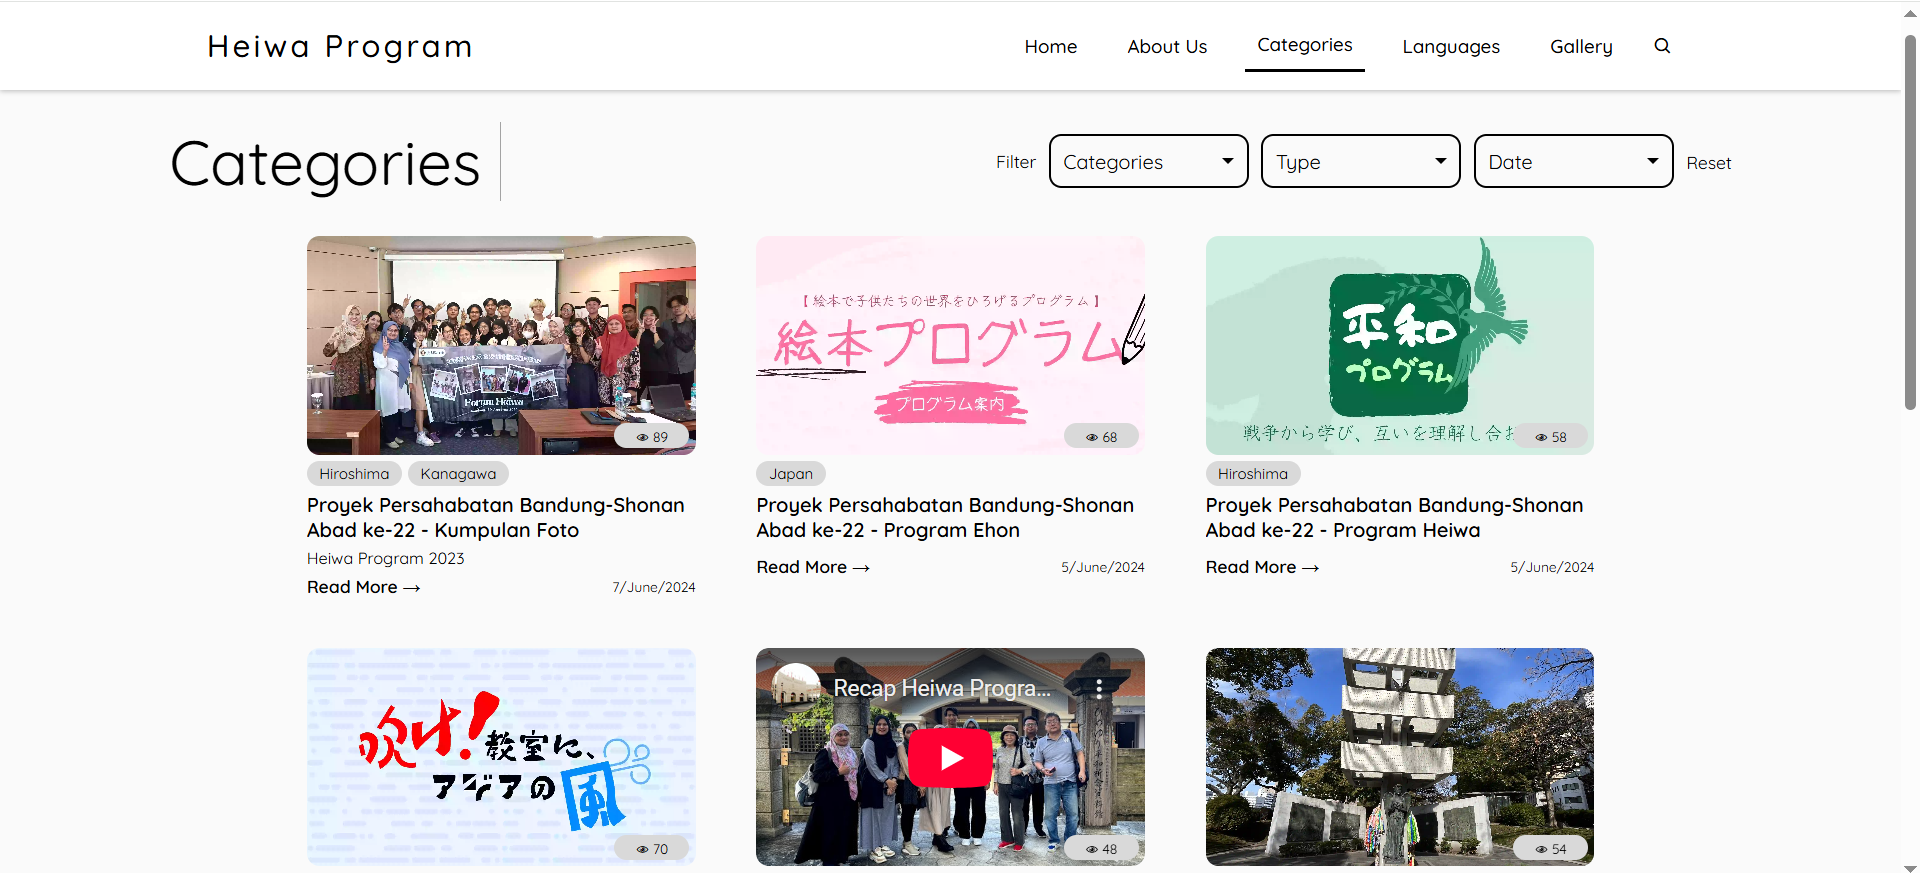 Heiwa Program
Home
About Us
Categories
Languages
Gallery
Categories
Filter
Categories
Type
Date
Reset
Forum Heiwa
89
Hiroshima
Kanagawa
Proyek Persahabatan Bandung-Shonan
Abad ke-22 - Kumpulan Foto
Heiwa Program 2023
Read More →
7/June/2024
【絵本で子供たちの世界をひろげるプログラム】
絵本プログラム
プログラム案内
68
Japan
Proyek Persahabatan Bandung-Shonan
Abad ke-22 - Program Ehon
Read More →
5/June/2024
平和
プログラム
戦争から学び、互いを理解し合お
58
Hiroshima
Proyek Persahabatan Bandung-Shonan
Abad ke-22 - Program Heiwa
Read More →
5/June/2024
吹け!
教室に、
アジアの風
70
Recap Heiwa Progra...
48
54